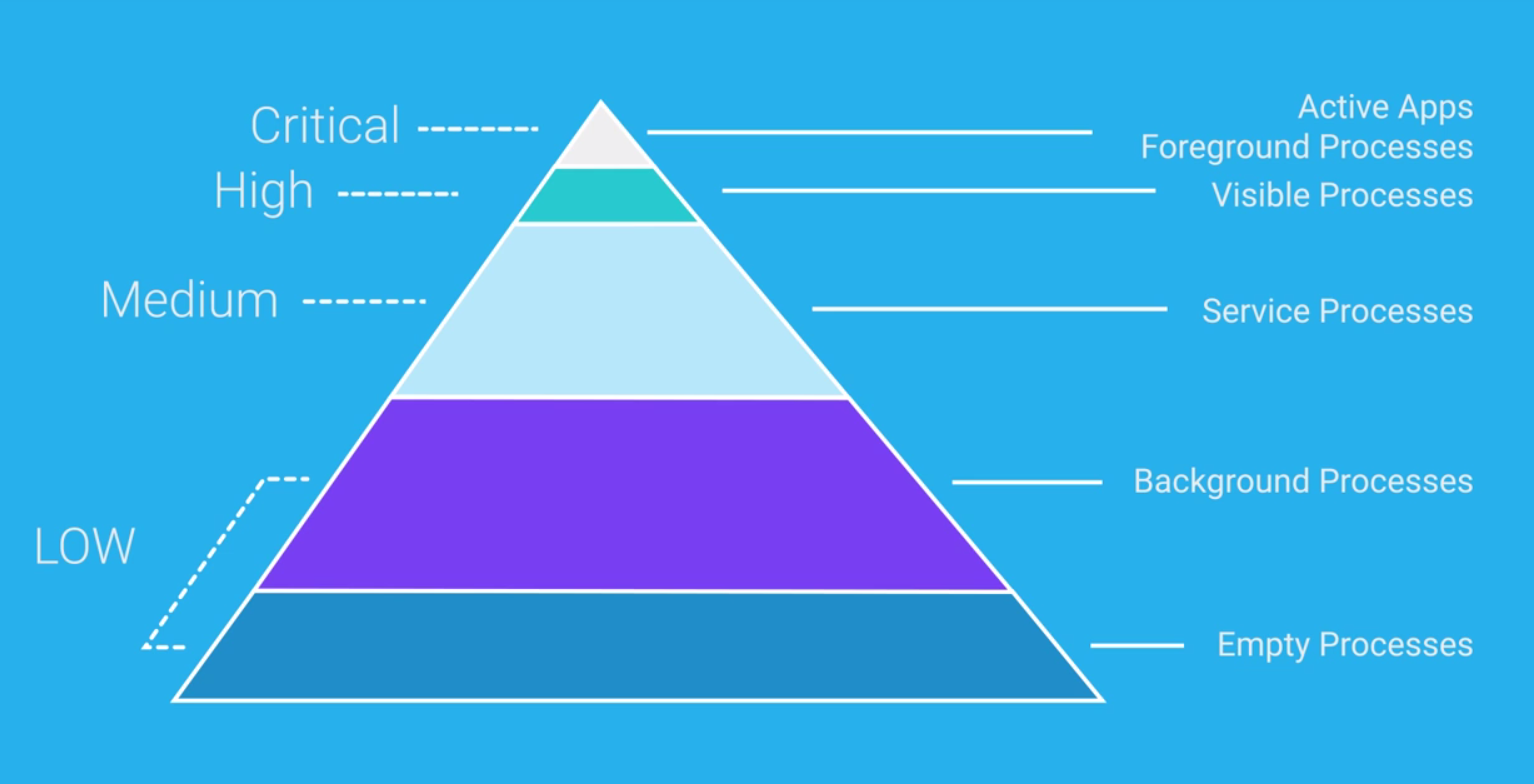 Critical
Active Apps
Foreground Processes
High
Visible Processes
Medium
Service Processes
Background Processes
LOW
Empty Processes